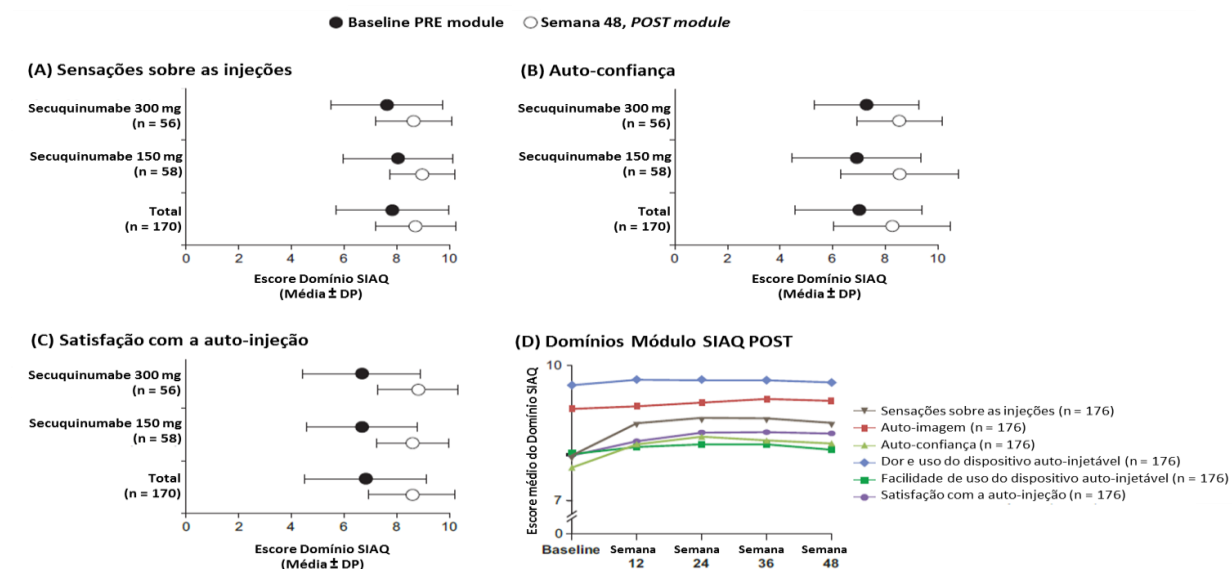 Baseline PRE module
Semana 48, POST module
(A) Sensações sobre as injeções
Secuquinumabe 300 mg
(n = 56)
Secuquinumabe 150 mg
(n = 58)
Total
(n = 170)
0 2 4 6 8 10
Escore Domínio SIAQ
(Média ± DP)
(B) Auto-confiança
Secuquinumabe 300 mg
(n = 56)
Secuquinumabe 150 mg
(n = 58)
Total
(n = 170)
0 2 4 6 8 10
Escore Domínio SIAQ
(Média ± DP)
(C) Satisfação com a auto-injeção
Secuquinumabe 300 mg
(n = 56)
Secuquinumabe 150 mg
(n = 58)
Total
(n = 170)
0 2 4 6 8 10
Escore Domínio SIAQ
(Média ± DP)
(D) Domínios Módulo SIAQ POST
Escore médio do Domínio SIAQ
10
7
0
Baseline Semana Semana Semana Semana
12 24 36 48
Sensações sobre as injeções (n = 176)
Auto-imagem (n = 176)
Auto-confiança (n = 176)
Dor e uso do dispositivo auto-injetável (n = 176)
Facilidade de uso do dispositivo auto-injetável (n = 176)
Satisfação com a auto-injeção (n = 176)